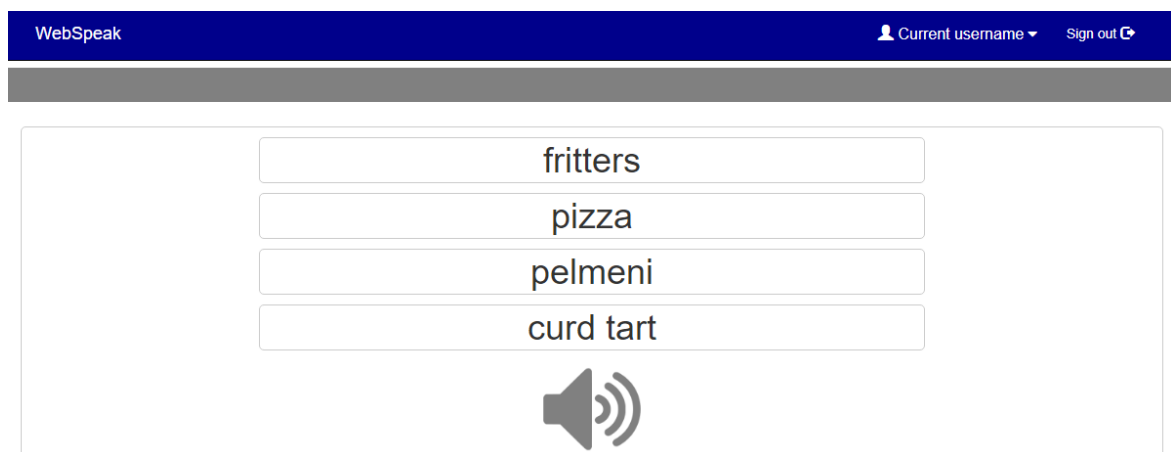 WebSpeak Current username Sign out
fritters
pizza
pelmeni
curd tart